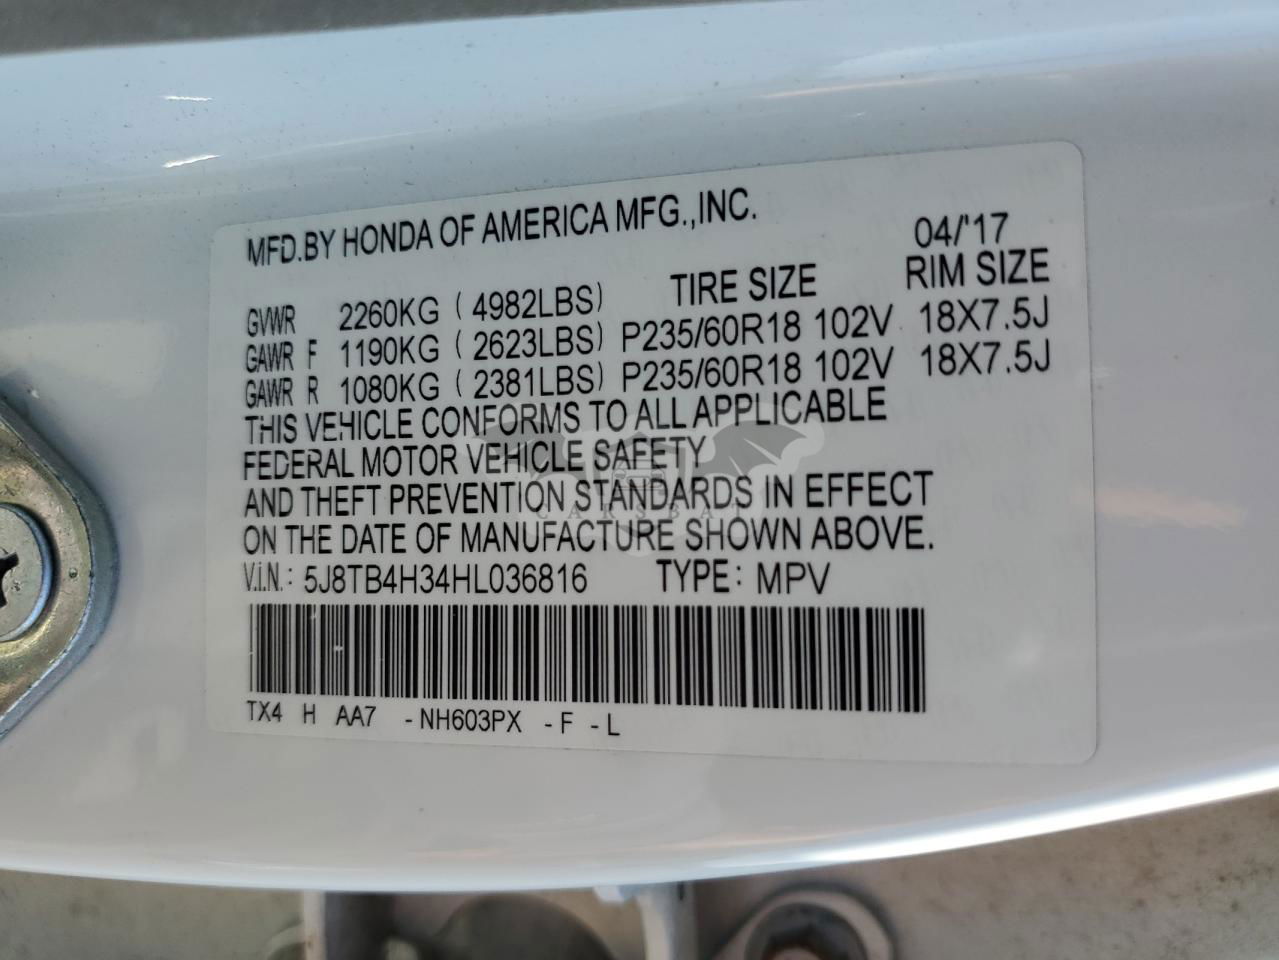 MFD.BY HONDA OF AMERICA MFG.,INC. 04/'17
TIRE SIZE RIM SIZE
GVWR 2260KG ( 4982LBS)
GAWR F 1190KG ( 2623LBS) P235/60R18 102V 18X7.5J
GAWR R 1080KG ( 2381LBS) P235/60R18 102V 18X7.5J
THIS VEHICLE CONFORMS TO ALL APPLICABLE
FEDERAL MOTOR VEHICLE SAFETY
AND THEFT PREVENTION STANDARDS IN EFFECT
ON THE DATE OF MANUFACTURE SHOWN ABOVE.
V.I.N.: 5J8TB4H34HL036816 TYPE: MPV
TX4 H AA7 -NH603PX -F -L
CARSBAT